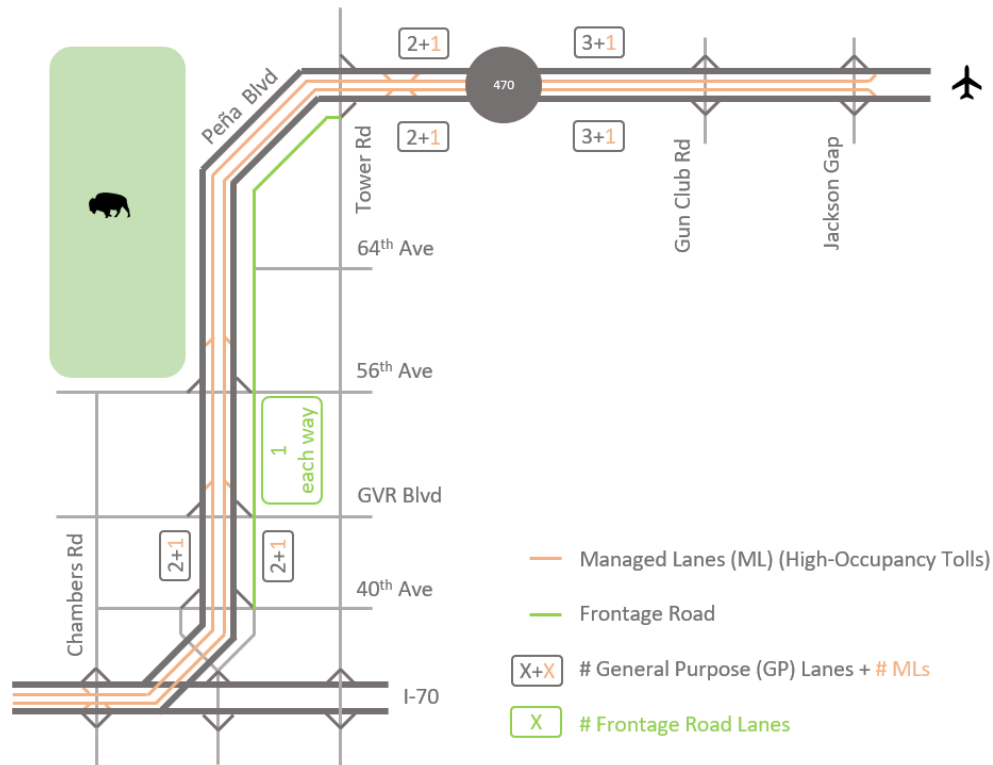 2+1
3+1
470
Peña Blvd
2+1
3+1
Tower Rd
Gun Club Rd
Jackson Gap
64th Ave
56th Ave
1
each way
GVR Blvd
Chambers Rd
2+1
2+1
40th Ave
I-70
Managed Lanes (ML) (High-Occupancy Tolls)
Frontage Road
X+X # General Purpose (GP) Lanes + # MLs
X # Frontage Road Lanes